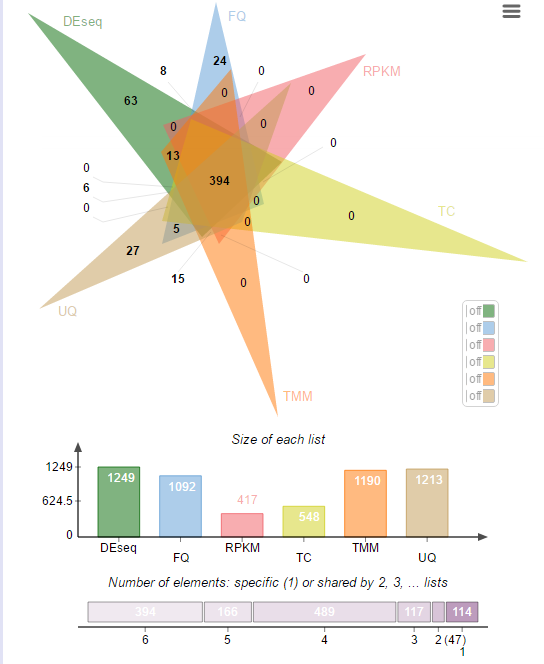 DEseq
FQ
8
24
0
RPKM
63
0
0
0
0
0
13
0
394
6
0
0
TC
5
0
0
27
UQ
15
0
0
off
off
off
off
off
off
TMM
Size of each list
1249
1249
1092
1190
1213
624.5
417
548
0
DEseq
FQ
RPKM
TC
TMM
UQ
Number of elements: specific (1) or shared by 2, 3, ... lists
394
166
489
117
114
6
5
4
3
2 (47)
1